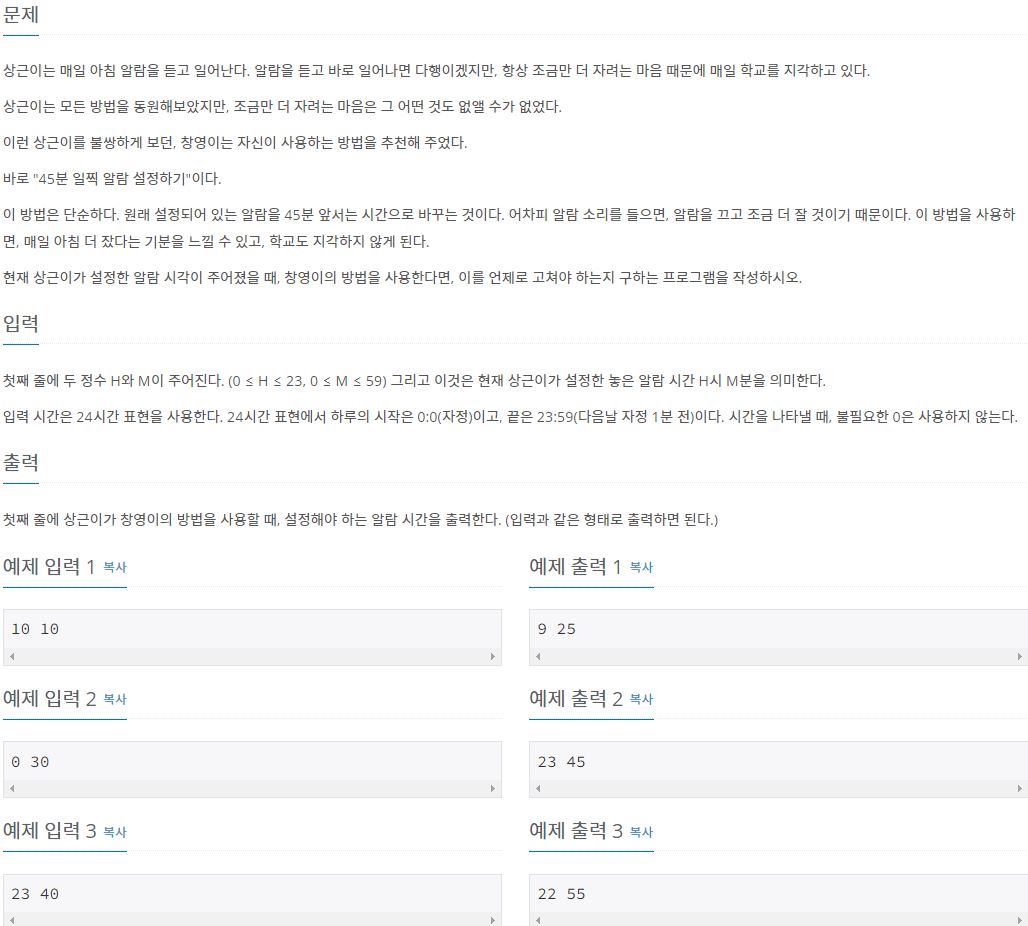 문제
상근이는 매일 아침 알람을 듣고 일어난다. 알람을 듣고 바로 일어나면 다행이겠지만, 항상 조금만 더 자려는 마음 때문에 매일 학교를 지각하고 있다.
상근이는 모든 방법을 동원해보았지만, 조금만 더 자려는 마음은 그 어떤 것도 없앨 수가 없었다.
이런 상근이를 불쌍하게 보던, 창영이는 자신이 사용하는 방법을 추천해 주었다.
바로 "45분 일찍 알람 설정하기"이다.
이 방법은 단순하다. 원래 설정되어 있는 알람을 45분 앞서는 시간으로 바꾸는 것이다. 어차피 알람 소리를 들으면, 알람을 끄고 조금 더 잘 것이기 때문이다. 이 방법을 사용하
면, 매일 아침 더 잤다는 기분을 느낄 수 있고, 학교도 지각하지 않게 된다.
현재 상근이가 설정한 알람 시각이 주어졌을 때, 창영이의 방법을 사용한다면, 이를 언제로 고쳐야 하는지 구하는 프로그램을 작성하시오.
입력
첫째 줄에 두 정수 H와 M이 주어진다. (0 ≤ H ≤ 23, 0 ≤ M ≤ 59) 그리고 이것은 현재 상근이가 설정한 놓은 알람 시간 H시 M분을 의미한다.
입력 시간은 24시간 표현을 사용한다. 24시간 표현에서 하루의 시작은 0:0(자정)이고, 끝은 23:59(다음날 자정 1분 전)이다. 시간을 나타낼 때, 불필요한 0은 사용하지 않는다.
출력
첫째 줄에 상근이가 창영이의 방법을 사용할 때, 설정해야 하는 알람 시간을 출력한다. (입력과 같은 형태로 출력하면 된다.)
예제 입력 1 복사
10 10
예제 출력 1 복사
9 25
예제 입력 2 복사
0 30
예제 출력 2 복사
23 45
예제 입력 3 복사
23 40
예제 출력 3 복사
22 55